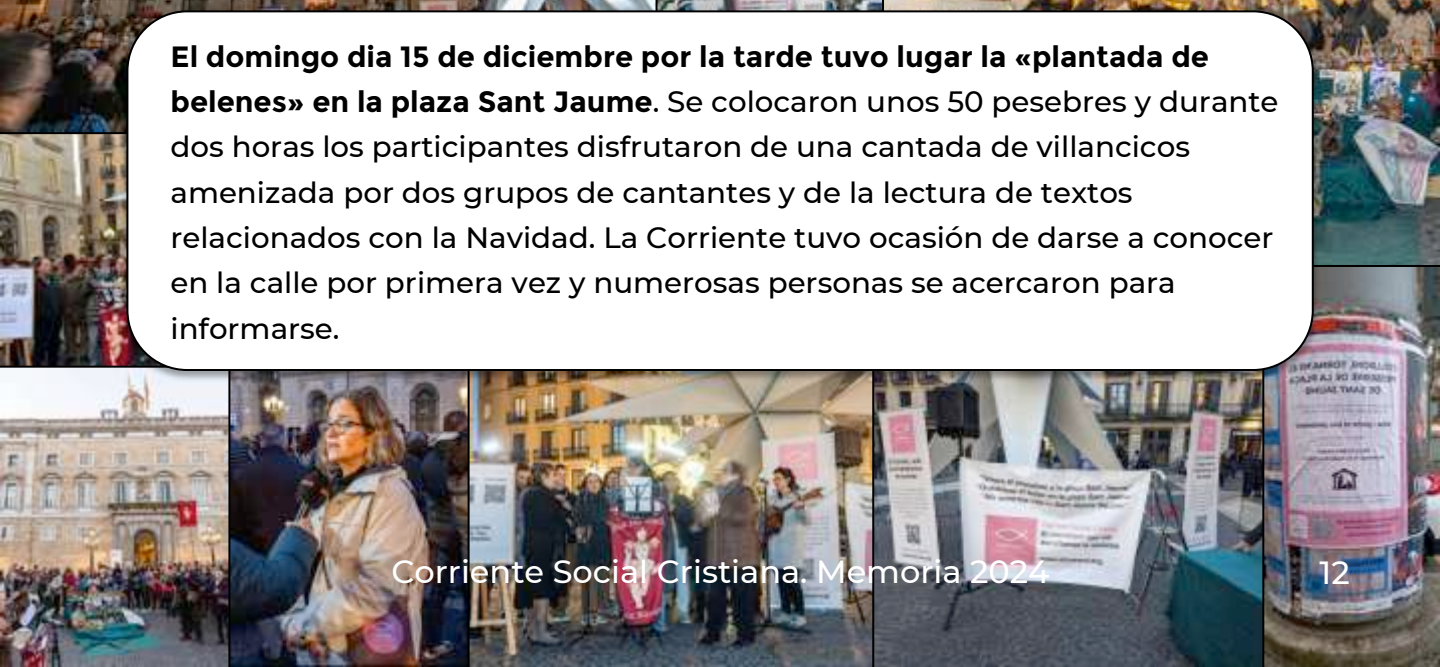 El domingo dia 15 de diciembre por la tarde tuvo lugar la «plantada de
belenes» en la plaza Sant Jaume. Se colocaron unos 50 pesebres y durante
dos horas los participantes disfrutaron de una cantada de villancicos
amenizada por dos grupos de cantantes y de la lectura de textos
relacionados con la Navidad. La Corriente tuvo ocasión de darse a conocer
en la calle por primera vez y numerosas personas se acercaron para
informarse.
Corriente Social Cristiana. Memoria 2024
12